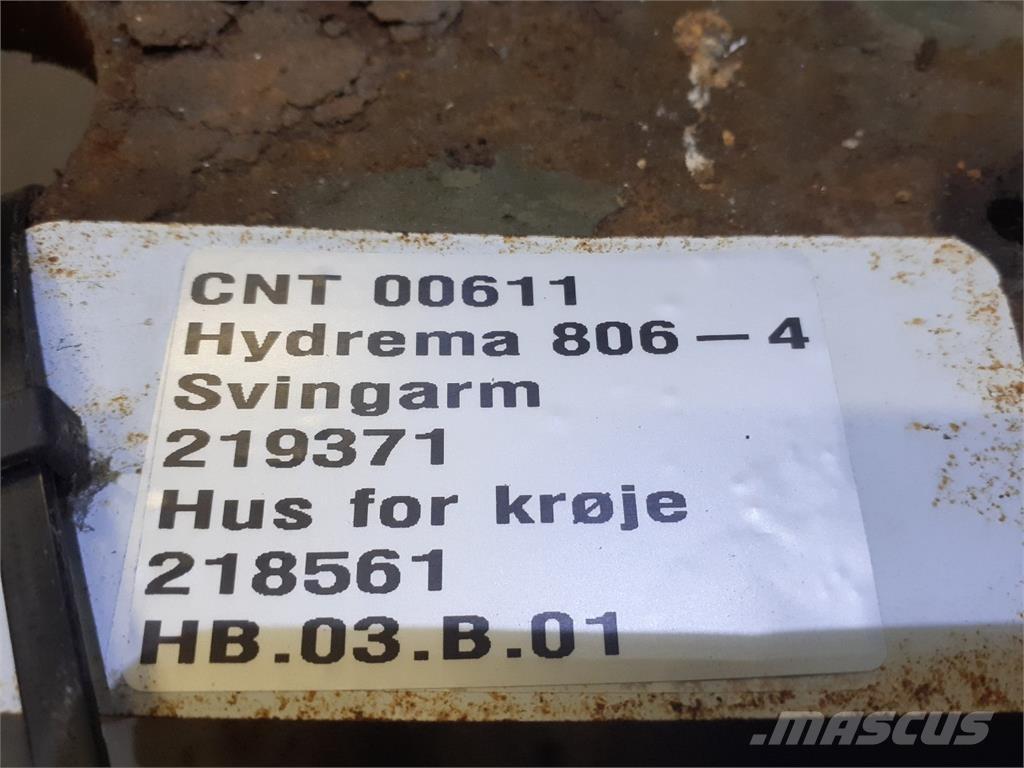 CNT 00611
Hydrema 806-4
Svingarm
219371
Hus for krøje
218561
HB.03.B.01
MASCUS